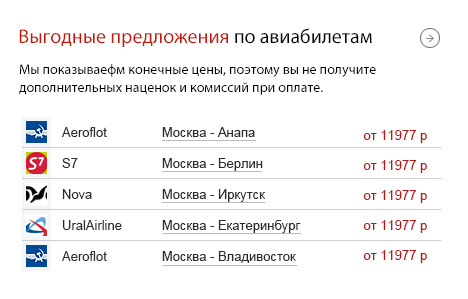 Выгодные предложения по авиабилетам
Мы показываефм конечные цены, поэтому вы не получите
дополнительных наценок и комиссий при оплате.
Aeroflot Москва - Анапа от 11977 р
S7 S7 Москва - Берлин от 11977 р
Nova Москва - Иркутск от 11977 р
UralAirline Москва - Екатеринбург от 11977 р
Aeroflot Москва - Владивосток от 11977 р